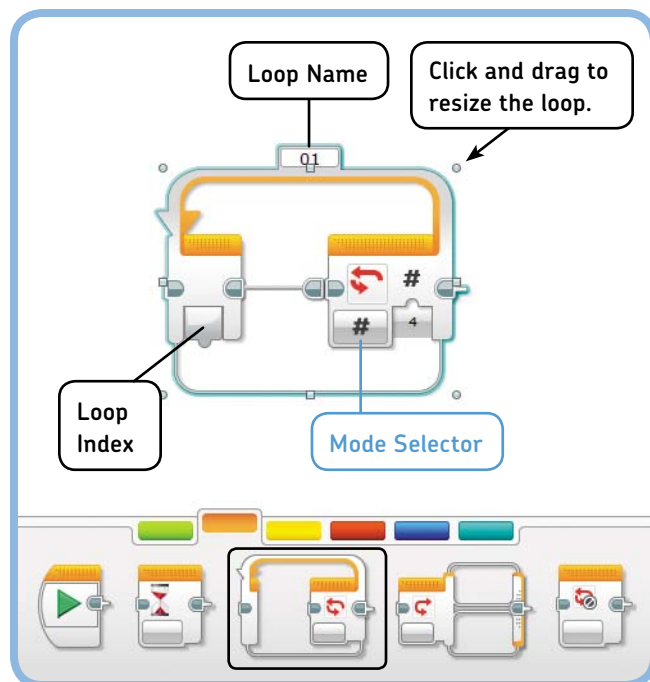 Loop Name
Click and drag to
resize the loop.
01
#
#
4
Loop
Index
Mode Selector